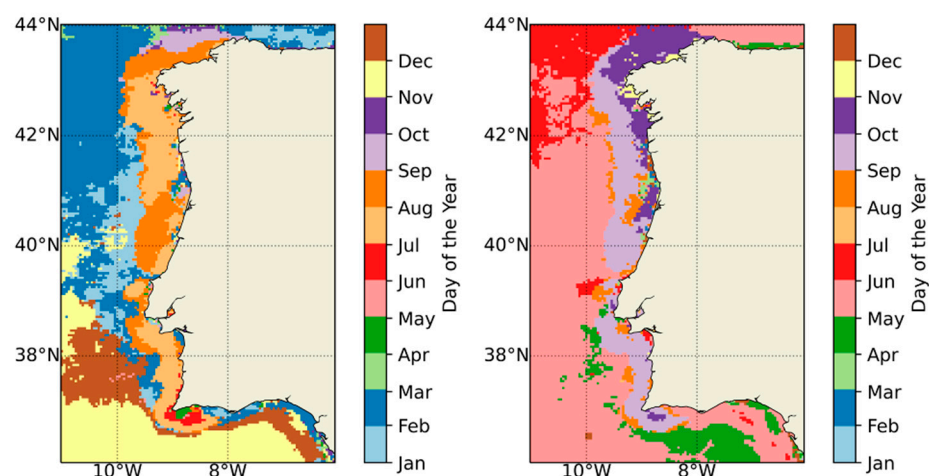 44°N
42°N
40°N
38°N
10°W 8°W
Dec
Nov
Oct
Sep
Aug
Jul
Jun
May
Apr
Mar
Feb
Jan
Day of the Year
44°N
42°N
40°N
38°N
10°W 8°W
Dec
Nov
Oct
Sep
Aug
Jul
Jun
May
Apr
Mar
Feb
Jan
Day of the Year